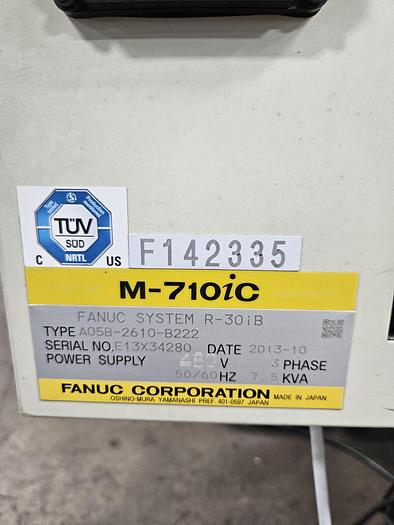 TÜV
SÜD
NRTL
C US
F142335
M-710iC
FANUC SYSTEM R-30iB
TYPE A05B-2610-B222
SERIAL NO. E13X34280 DATE 2013-10
POWER SUPPLY 480 V 3 PHASE
50/60 HZ 7.5 KVA
FANUC CORPORATION MADE IN JAPAN
OSHINO-MURA YAMANASHI PREF. 401-0597 JAPAN